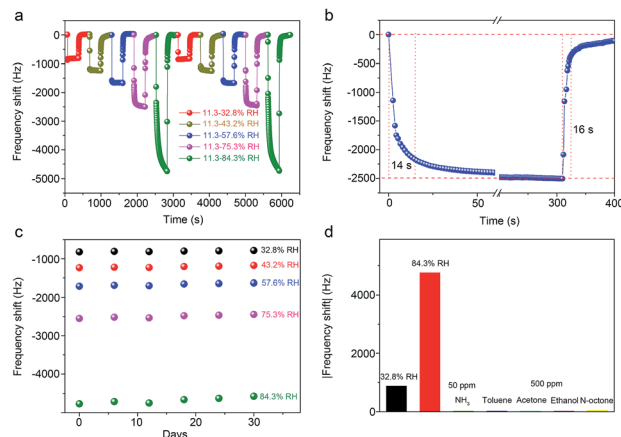 a
Frequency shift (Hz)
0
-1000
-2000
-3000
-4000
-5000
11.3-32.8% RH
11.3-43.2% RH
11.3-57.6% RH
11.3-75.3% RH
11.3-84.3% RH
0 1000 2000 3000 4000 5000 6000
Time (s)
b
Frequency shift (Hz)
0
-500
-1000
-1500
-2000
-2500
14 s
16 s
0 50 300 400
Time (s)
c
Frequency shift (Hz)
-1000
-2000
-3000
-4000
32.8% RH
43.2% RH
57.6% RH
75.3% RH
84.3% RH
0 10 20 30
Days
d
|Frequency shift| (Hz)
4000
2000
0
84.3% RH
32.8% RH
50 ppm 500 ppm
NH₃ Toluene Acetone Ethanol N-octone